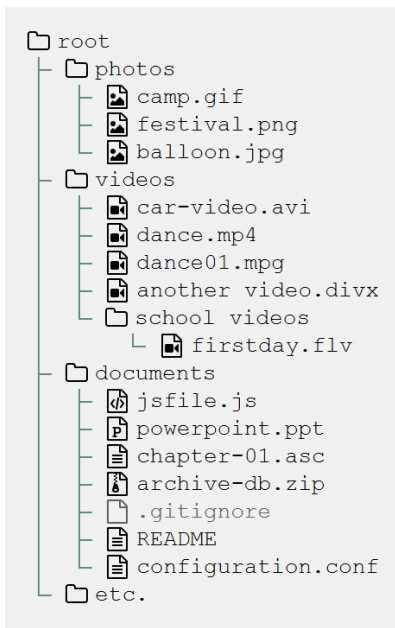 root
photos
camp.gif
festival.png
balloon.jpg
videos
car-video.avi
dance.mp4
dance01.mpg
another video.divx
school videos
firstday.flv
documents
jsfile.js
powerpoint.ppt
chapter-01.asc
archive-db.zip
.gitignore
README
configuration.conf
etc.